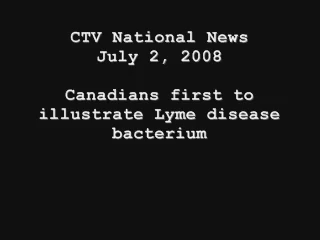 CTV National News
July 2, 2008
Canadians first to
illustrate Lyme disease
bacterium